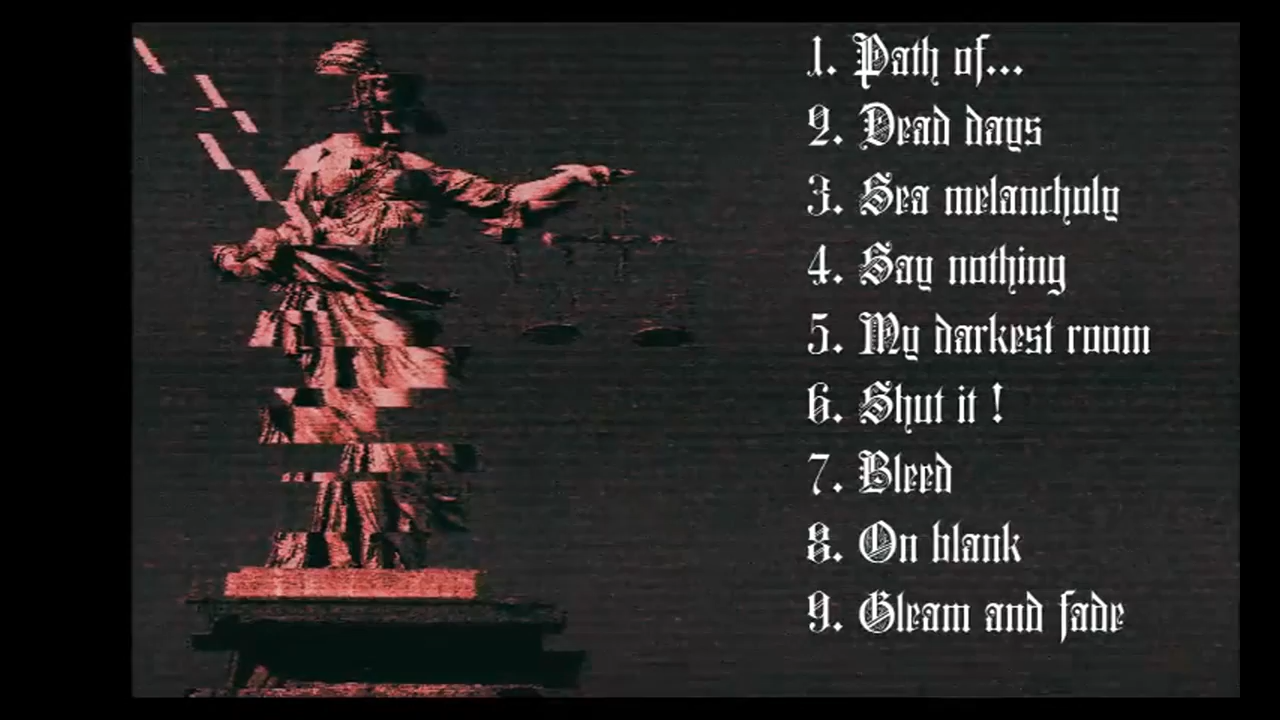 1. Path of...
2. Dead days
3. Sea melancholy
4. Say nothing
5. My darkest room
6. Shut it !
7. Bleed
8. On blank
9. Gleam and fade